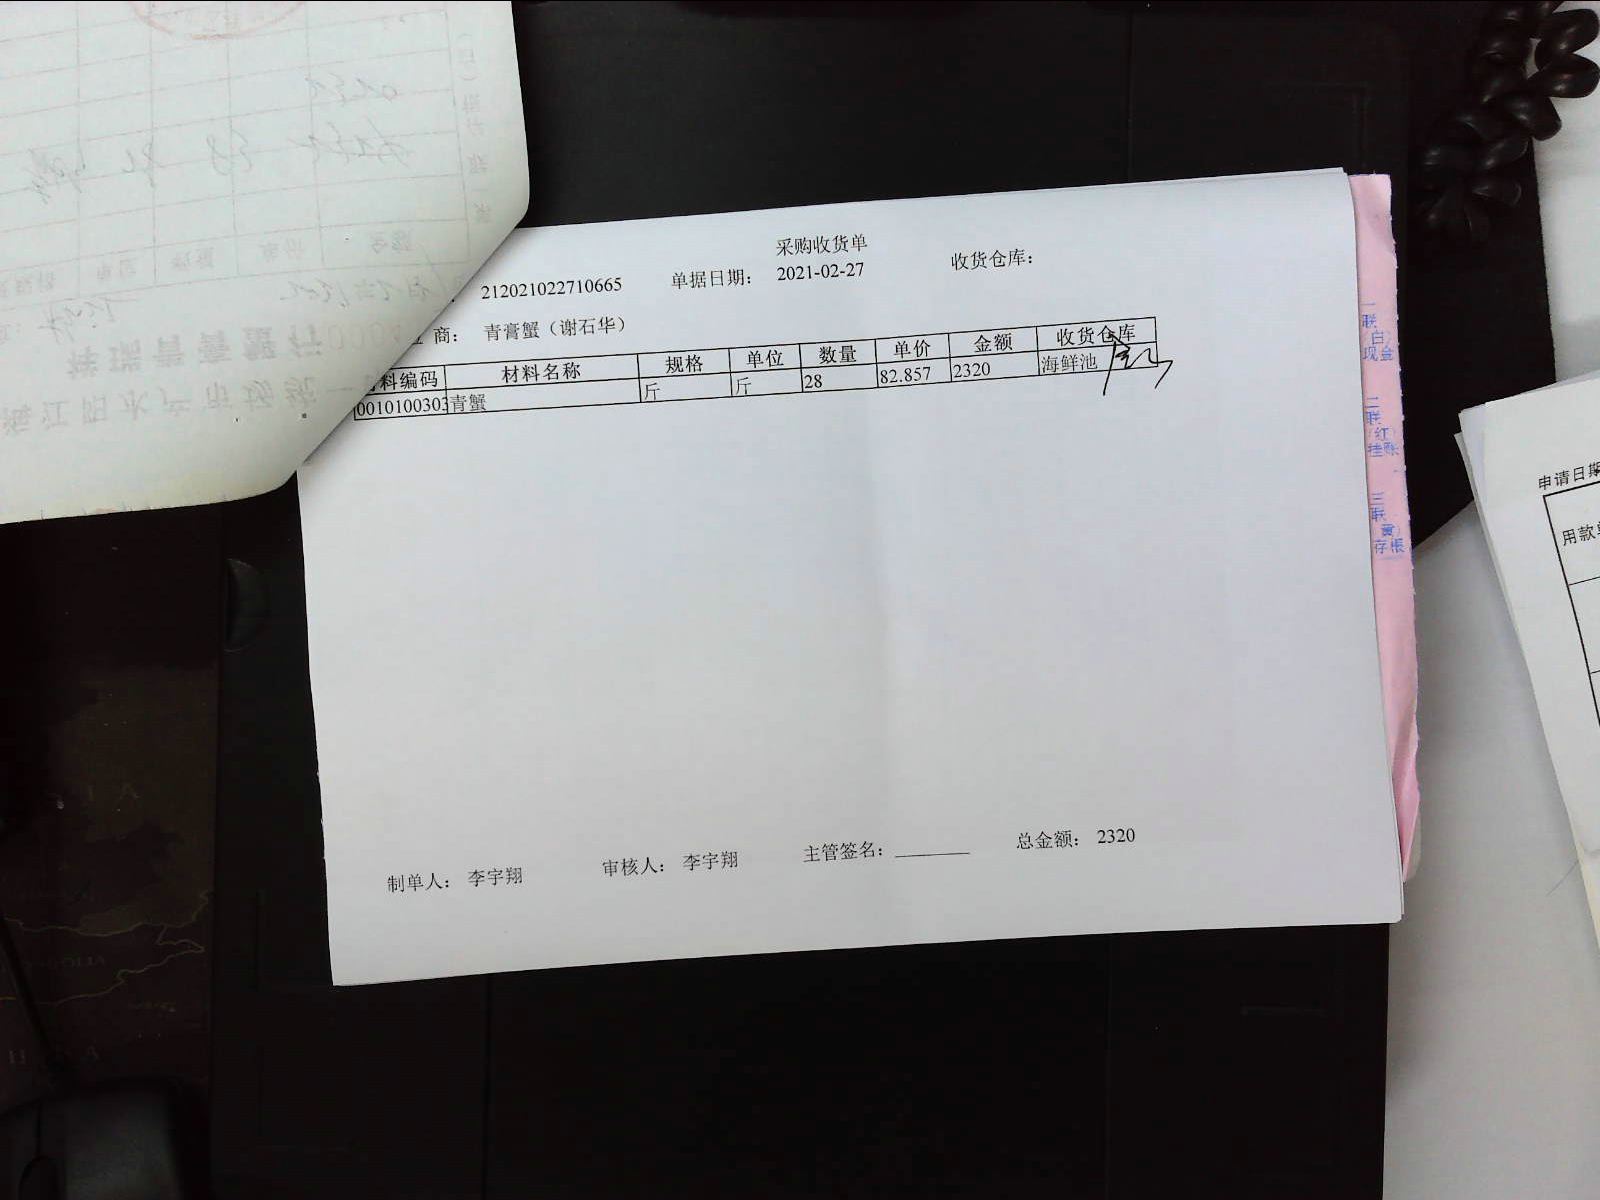 采购收货单
212021022710665 单据日期: 2021-02-27 收货仓库:
商: 青膏蟹（谢石华）
料编码 材料名称 规格 单位 数量 单价 金额 收货仓库
0010100303 青蟹 斤 斤 28 82.857 2320 海鲜池
制单人: 李宇翔 审核人: 李宇翔 主管签名: 总金额: 2320
一
联
(白)
现金
二
联
(红)
挂账
三
联
(黄)
存根
申请日期
用款单